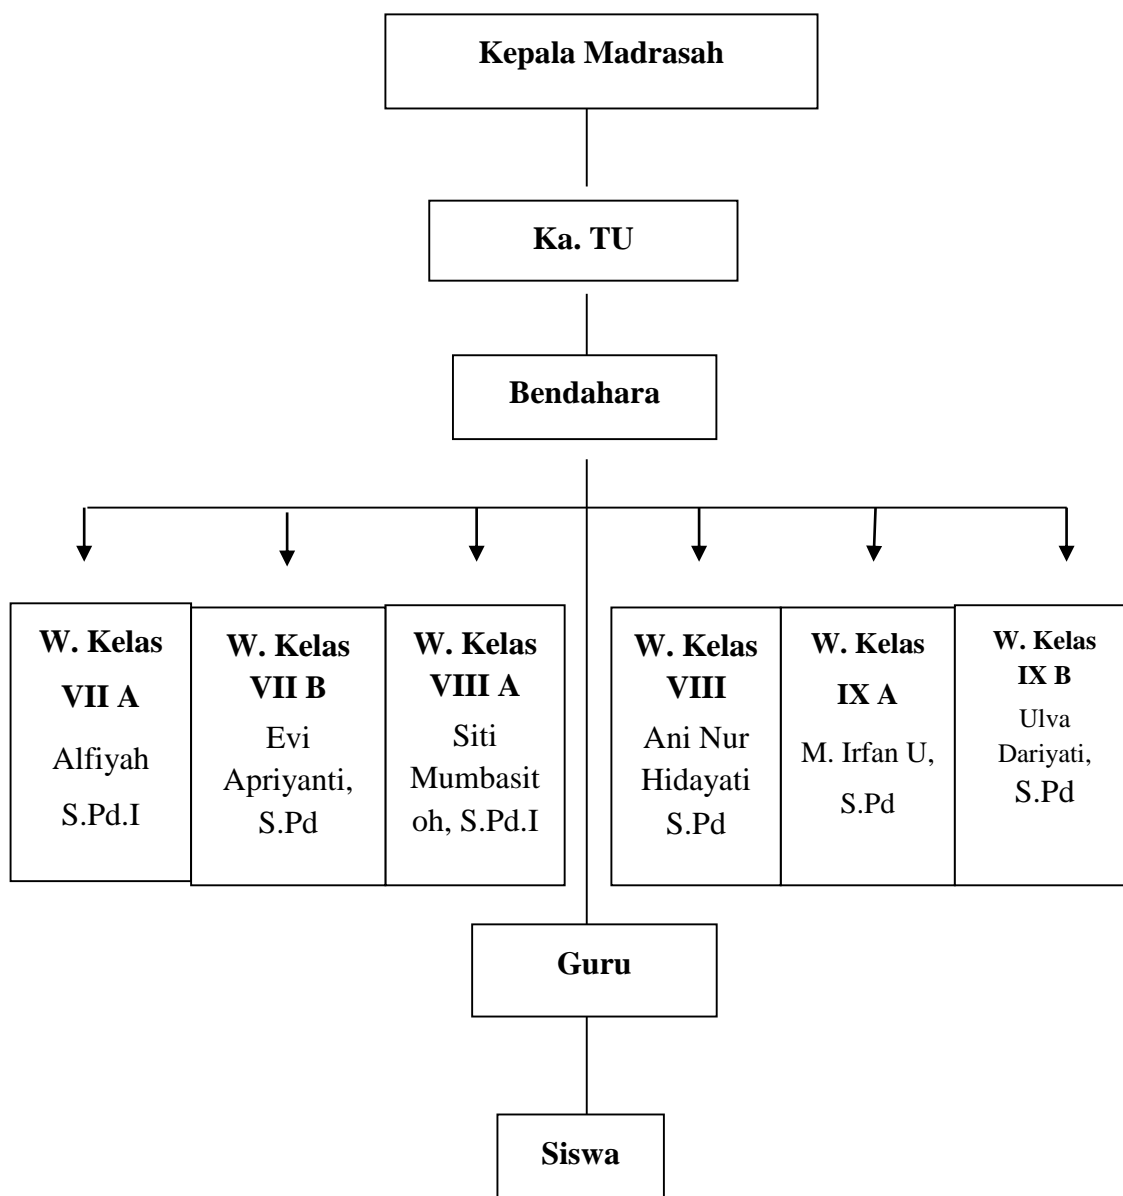 Kepala Madrasah
Ka. TU
Bendahara
W. Kelas
VII A
Alfiyah
S.Pd.I
W. Kelas
VII B
Evi
Apriyanti,
S.Pd
W. Kelas
VIII A
Siti
Mumbasit
oh, S.Pd.I
W. Kelas
VIII
Ani Nur
Hidayati
S.Pd
W. Kelas
IX A
M. Irfan U,
S.Pd
W. Kelas
IX B
Ulva
Dariyati,
S.Pd
Guru
Siswa